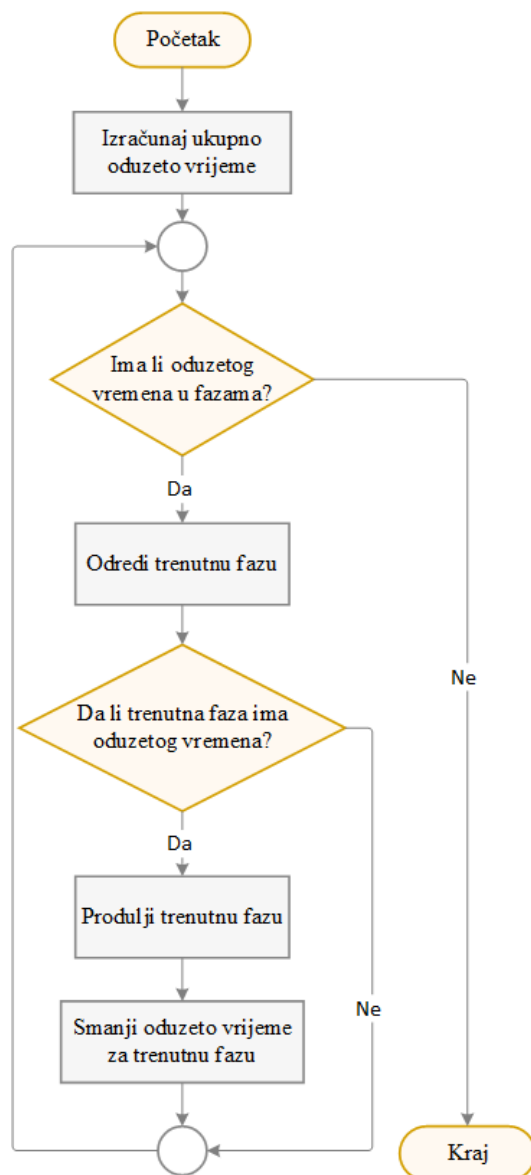 Početak
Izračunaj ukupno
oduzeto vrijeme
Ima li oduzetog
vremena u fazama?
Da
Odredi trenutnu fazu
Ne
Da li trenutna faza ima
oduzetog vremena?
Da
Produlji trenutnu fazu
Ne
Smanji oduzeto vrijeme
za trenutnu fazu
Kraj